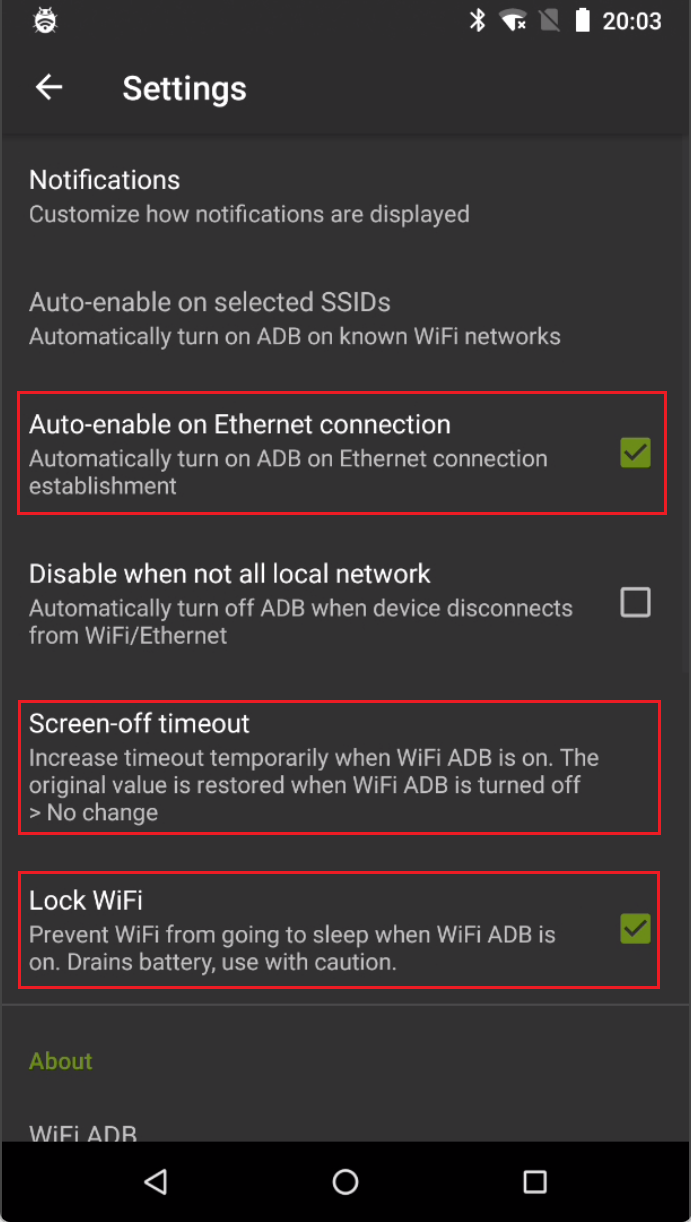 20:03
Settings
Notifications
Customize how notifications are displayed
Auto-enable on selected SSIDs
Automatically turn on ADB on known WiFi networks
Auto-enable on Ethernet connection
Automatically turn on ADB on Ethernet connection
establishment
Disable when not all local network
Automatically turn off ADB when device disconnects
from WiFi/Ethernet
Screen-off timeout
Increase timeout temporarily when WiFi ADB is on. The
original value is restored when WiFi ADB is turned off
> No change
Lock WiFi
Prevent WiFi from going to sleep when WiFi ADB is
on. Drains battery, use with caution.
About
WiFi ADB